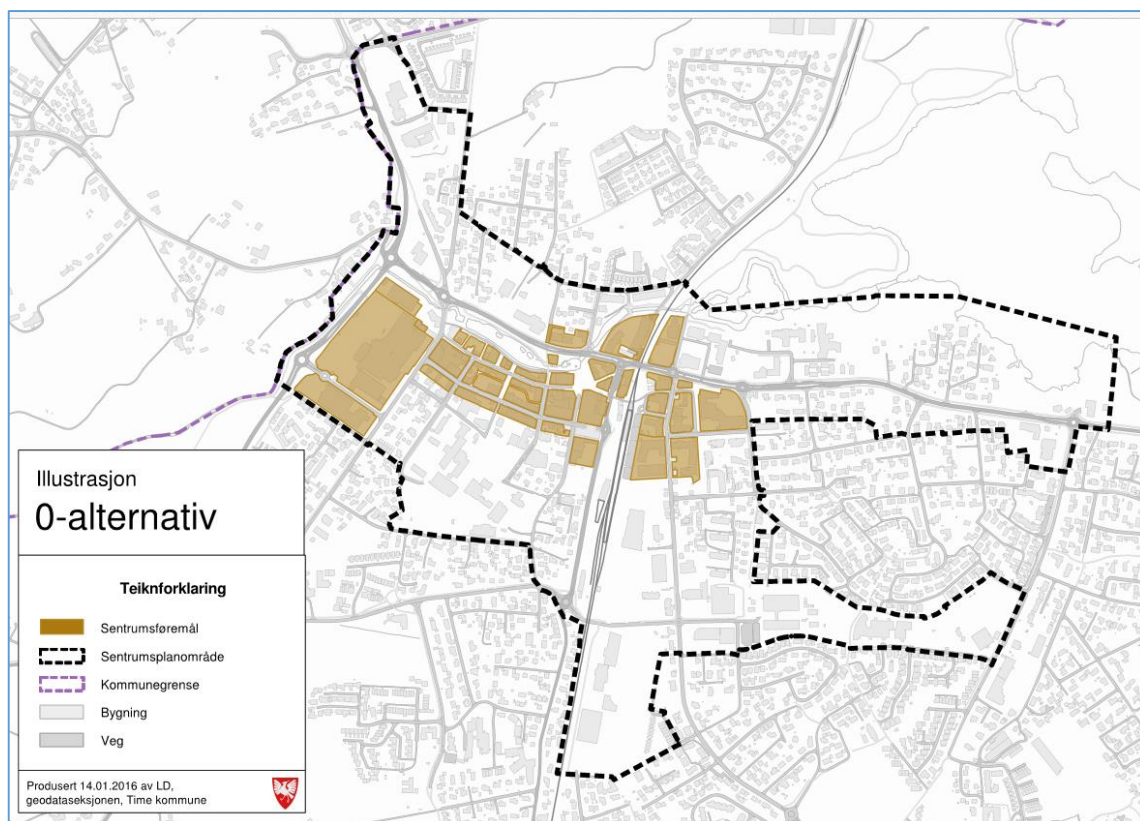 Illustrasjon
0-alternativ
Teiknforklaring
Sentrumsføremål
Sentrumsplanområde
Kommunegrense
Bygning
Veg
Produsert 14.01.2016 av LD,
geodataseksjonen, Time kommune